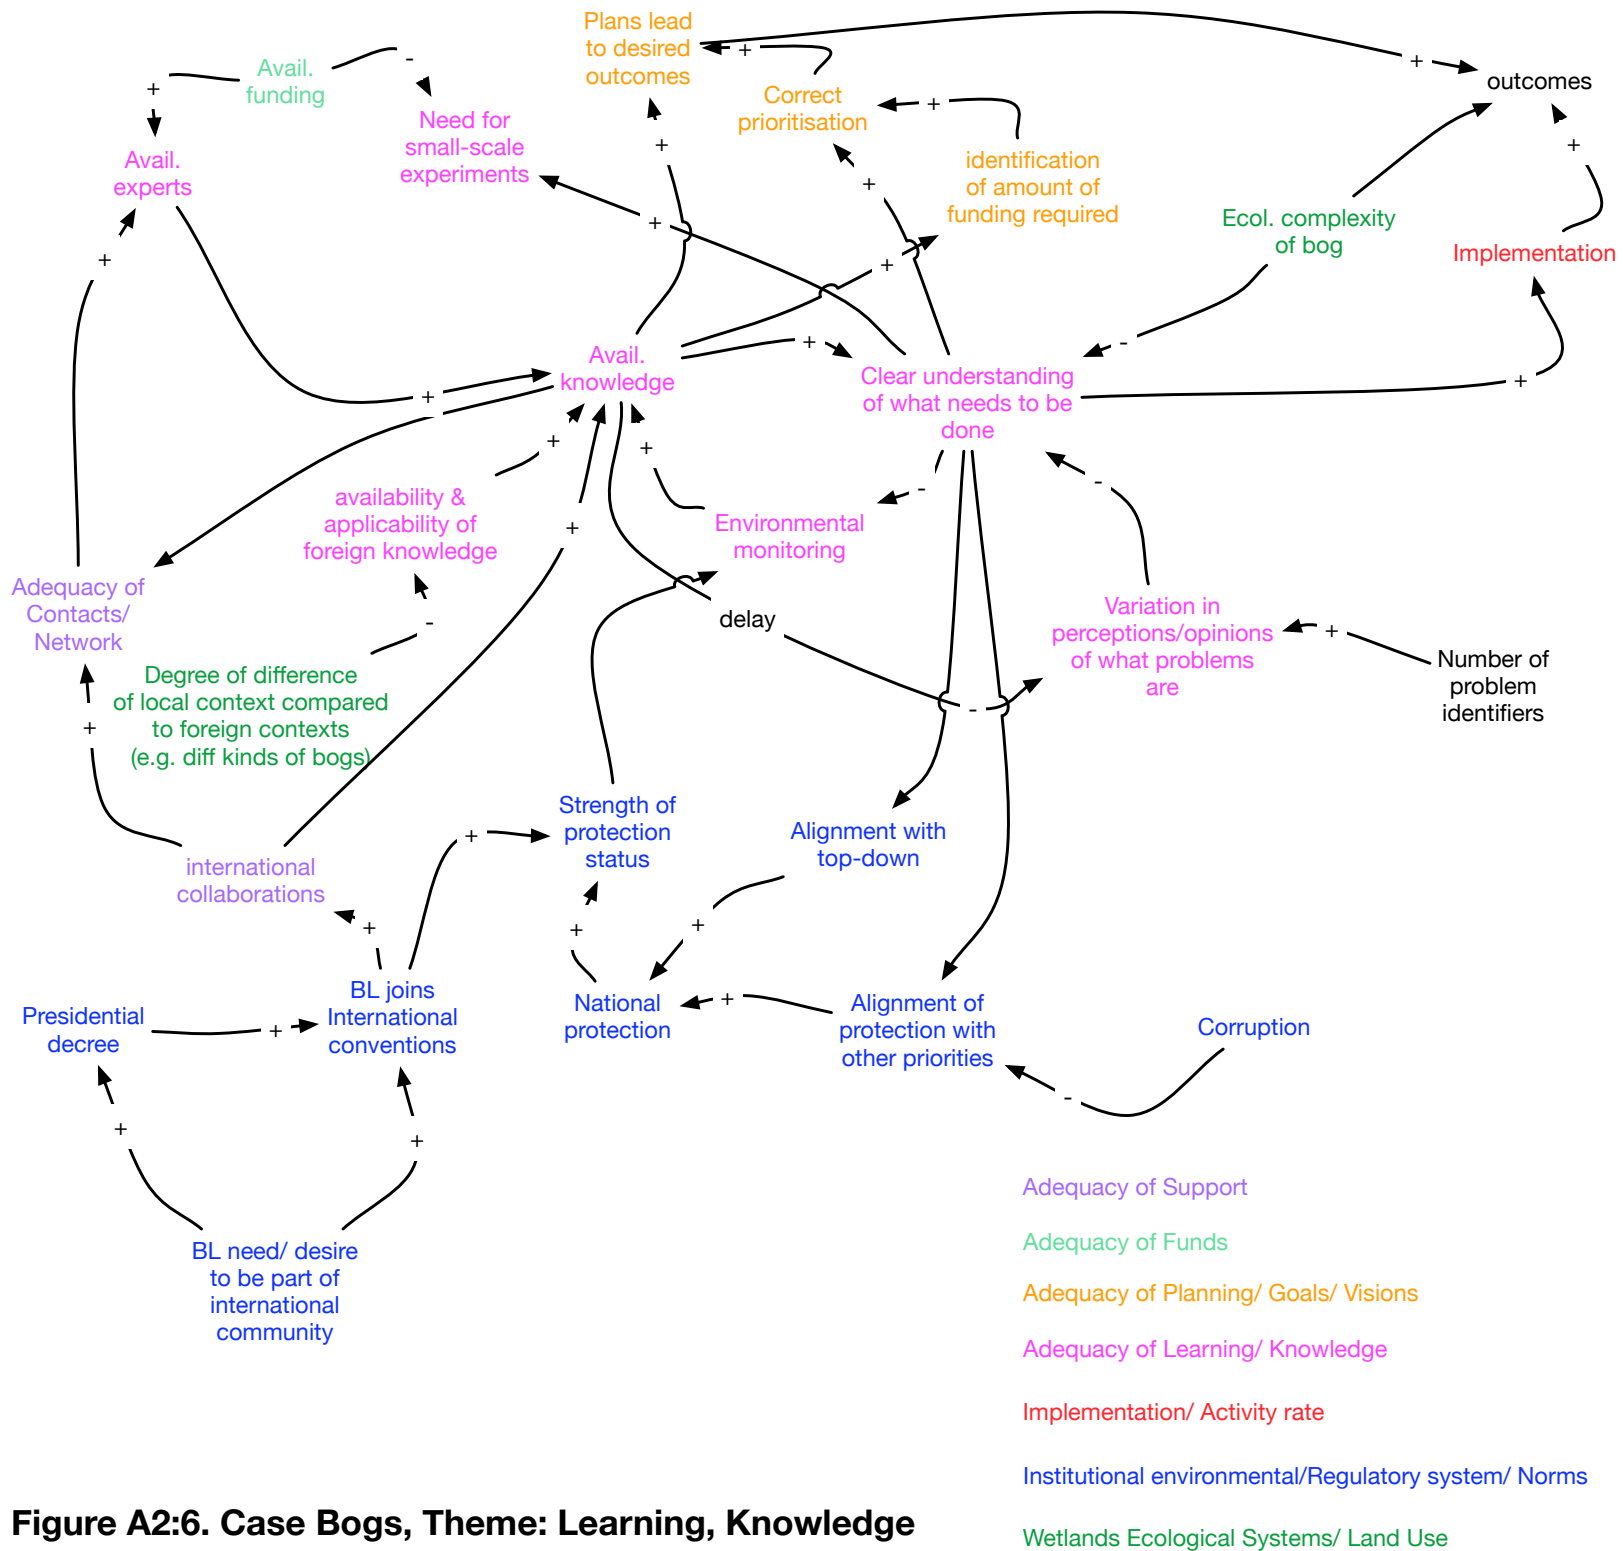 Plans lead
to desired
outcomes
+
+
-
Avail.
funding
+
outcomes
Correct
prioritisation
+
Need for
small-scale
experiments
+
+
Avail.
experts
identification
of amount of
funding required
+
+
Ecol. complexity
of bog
Implementation
+
+
+
-
+
Avail.
knowledge
Clear understanding
of what needs to be
done
+
+
+
+
-
-
availability &
applicability of
foreign knowledge
+
Environmental
monitoring
Adequacy of
Contacts/
Network
-
delay
Variation in
perceptions/opinions
of what problems
are
+
Number of
problem
identifiers
Degree of difference
of local context compared
to foreign contexts
(e.g. diff kinds of bogs)
+
-
Strength of
protection
status
+
Alignment with
top-down
international
collaborations
+
+
+
BL joins
International
conventions
National
protection
+
Alignment of
protection with
other priorities
Corruption
Presidential
decree
+
-
+
+
BL need/ desire
to be part of
international
community
Adequacy of Support
Adequacy of Funds
Adequacy of Planning/ Goals/ Visions
Adequacy of Learning/ Knowledge
Implementation/ Activity rate
Institutional environmental/Regulatory system/ Norms
Wetlands Ecological Systems/ Land Use
Figure A2:6. Case Bogs, Theme: Learning, Knowledge